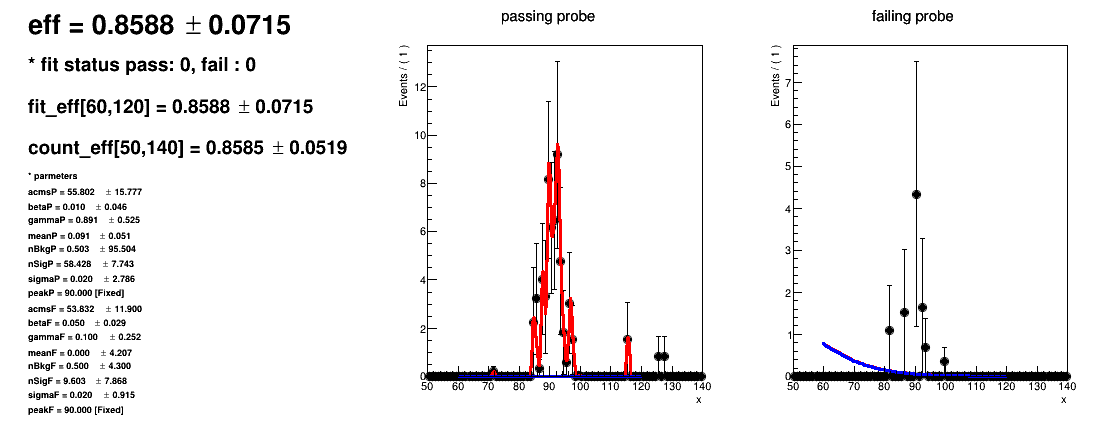 eff = 0.8588 ± 0.0715
* fit status pass: 0, fail : 0
fit_eff[60,120] = 0.8588 ± 0.0715
count_eff[50,140] = 0.8585 ± 0.0519
* parmeters
acmsP = 55.802 ± 15.777
betaP = 0.010 ± 0.046
gammaP = 0.891 ± 0.525
meanP = 0.091 ± 0.051
nBkgP = 0.503 ± 95.504
nSigP = 58.428 ± 7.743
sigmaP = 0.020 ± 2.786
peakP = 90.000 [Fixed]
acmsF = 53.832 ± 11.900
betaF = 0.050 ± 0.029
gammaF = 0.100 ± 0.252
meanF = 0.000 ± 4.207
nBkgF = 0.500 ± 4.300
nSigF = 9.603 ± 7.868
sigmaF = 0.020 ± 0.915
peakF = 90.000 [Fixed]
passing probe
Events / ( 1 )
12
10
8
6
4
2
0
50 60 70 80 90 100 110 120 130 140
x
failing probe
Events / ( 1 )
7
6
5
4
3
2
1
0
50 60 70 80 90 100 110 120 130 140
x